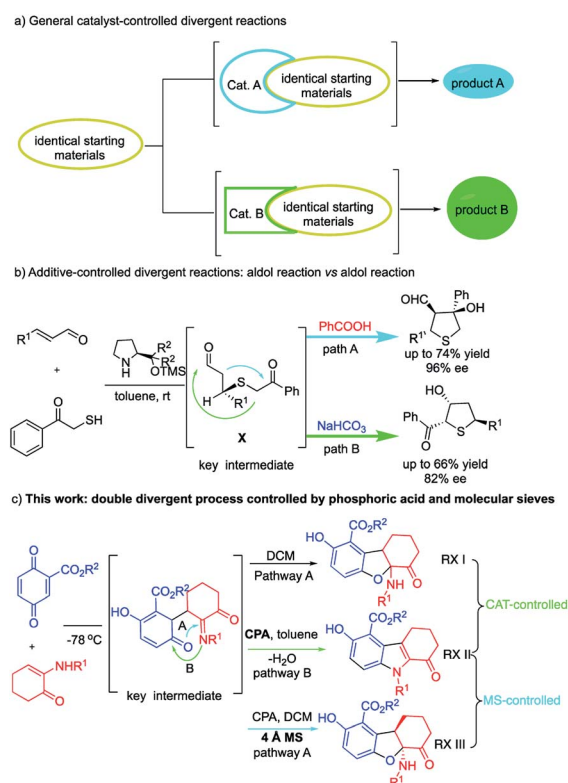 a) General catalyst-controlled divergent reactions
identical starting
materials
Cat. A
identical starting
materials
product A
Cat. B
identical starting
materials
product B
b) Additive-controlled divergent reactions: aldol reaction vs aldol reaction
R¹
O
+
O
SH
Ph
N
H
R²
R²
OTMS
toluene, rt
O
H
S
R¹
O
Ph
X
key intermediate
PhCOOH
path A
NaHCO₃
path B
OHC
Ph
OH
R¹
S
up to 74% yield
96% ee
HO
Ph
O
S
R¹
up to 66% yield
82% ee
c) This work: double divergent process controlled by phosphoric acid and molecular sieves
O
CO₂R²
O
+
NHR¹
O
-78 °C
CO₂R²
HO
A
O
O
NR¹
B
key intermediate
DCM
Pathway A
CO₂R²
HO
O
NH
R¹
O
RX I
CPA, toluene
-H₂O
pathway B
CO₂R²
HO
N
R¹
O
RX II
CPA, DCM
4 Å MS
pathway A
CO₂R²
HO
O
NH
R¹
O
RX III
CAT-controlled
MS-controlled